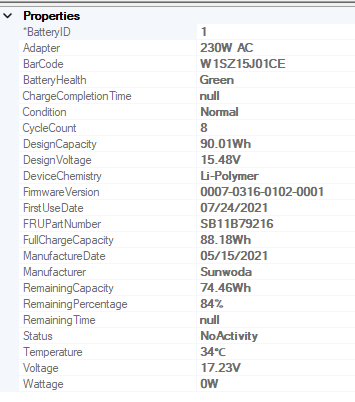 Properties
*BatteryID 1
Adapter 230W AC
BarCode W1SZ15J01CE
BatteryHealth Green
ChargeCompletionTime null
Condition Normal
CycleCount 8
DesignCapacity 90.01Wh
DesignVoltage 15.48V
DeviceChemistry Li-Polymer
FirmwareVersion 0007-0316-0102-0001
FirstUseDate 07/24/2021
FRUPartNumber SB11B79216
FullChargeCapacity 88.18Wh
ManufactureDate 05/15/2021
Manufacturer Sunwoda
RemainingCapacity 74.46Wh
RemainingPercentage 84%
RemainingTime null
Status NoActivity
Temperature 34℃
Voltage 17.23V
Wattage 0W